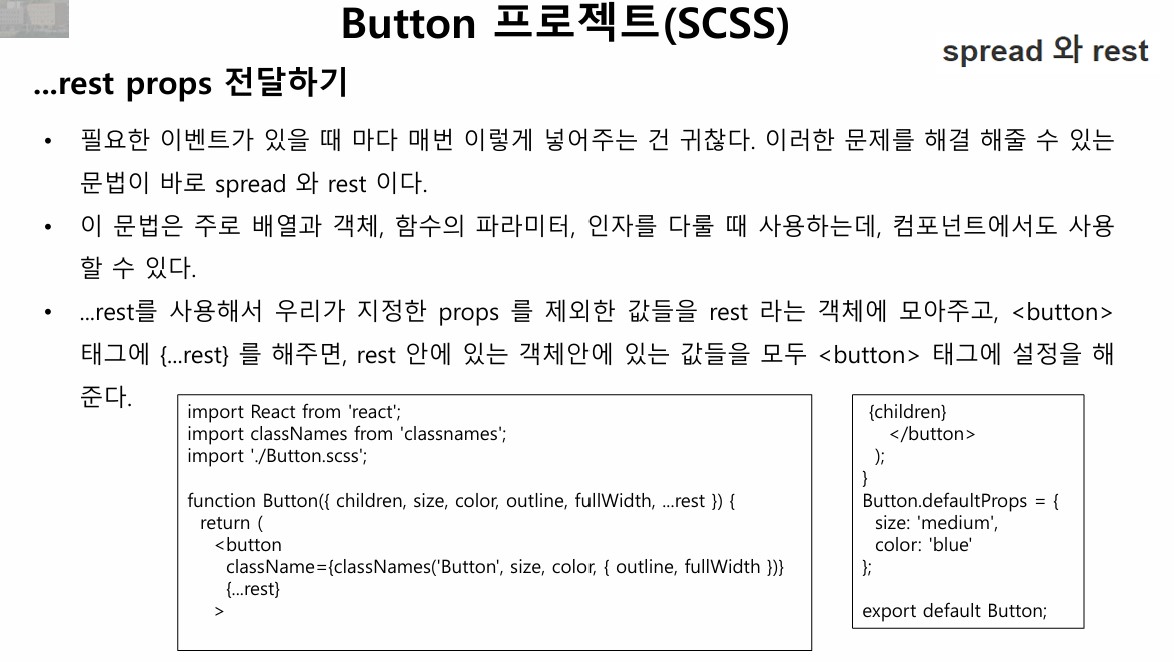 Button 프로젝트(SCSS)
spread 와 rest
...rest props 전달하기
• 필요한 이벤트가 있을 때 마다 매번 이렇게 넣어주는 건 귀찮다. 이러한 문제를 해결 해줄 수 있는
문법이 바로 spread 와 rest 이다.
• 이 문법은 주로 배열과 객체, 함수의 파라미터, 인자를 다룰 때 사용하는데, 컴포넌트에서도 사용
할 수 있다.
• ...rest를 사용해서 우리가 지정한 props 를 제외한 값들을 rest 라는 객체에 모아주고, <button>
태그에 {...rest} 를 해주면, rest 안에 있는 객체안에 있는 값들을 모두 <button> 태그에 설정을 해
준다.
import React from 'react';
import classNames from 'classnames';
import './Button.scss';
function Button({ children, size, color, outline, fullWidth, ...rest }) {
return (
<button
className={classNames('Button', size, color, { outline, fullWidth })}
{...rest}
>
{children}
</button>
);
}
Button.defaultProps = {
size: 'medium',
color: 'blue'
};
export default Button;